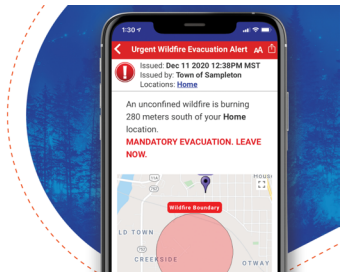 1:30
Urgent Wildfire Evacuation Alert AA
Issued: Dec 11 2020 12:38PM MST
Issued by: Town of Sampleton
Locations: Home
An unconfined wildfire is burning
280 meters south of your Home
location.
MANDATORY EVACUATION. LEAVE
NOW.
Wildfire Boundary
LD TOWN
CREEKSIDE
OTWAY